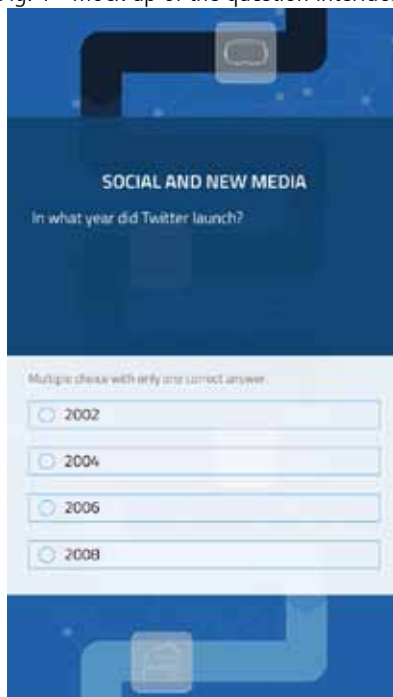 SOCIAL AND NEW MEDIA
In what year did Twitter launch?
Multiple choice with only one correct answer
2002
2004
2006
2008